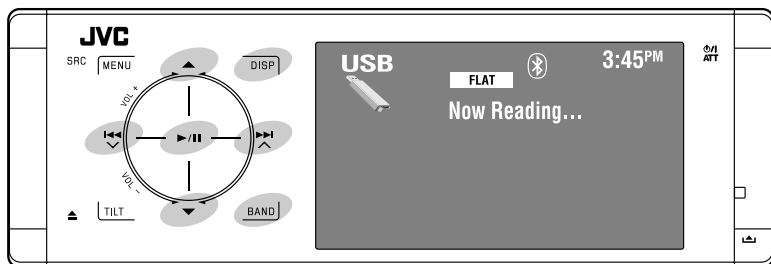 JVC
SRC
MENU
DISP
VOL +
VOL –
TILT
BAND
USB
FLAT
3:45PM
Now Reading...
ATT